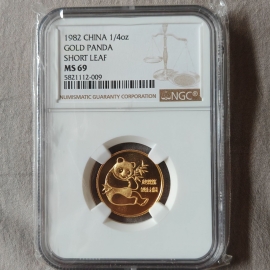 1982 CHINA 1/4oz
GOLD PANDA
SHORT LEAF
MS 69
5821112-009
NUMISMATIC GUARANTY CORPORATION
NGC